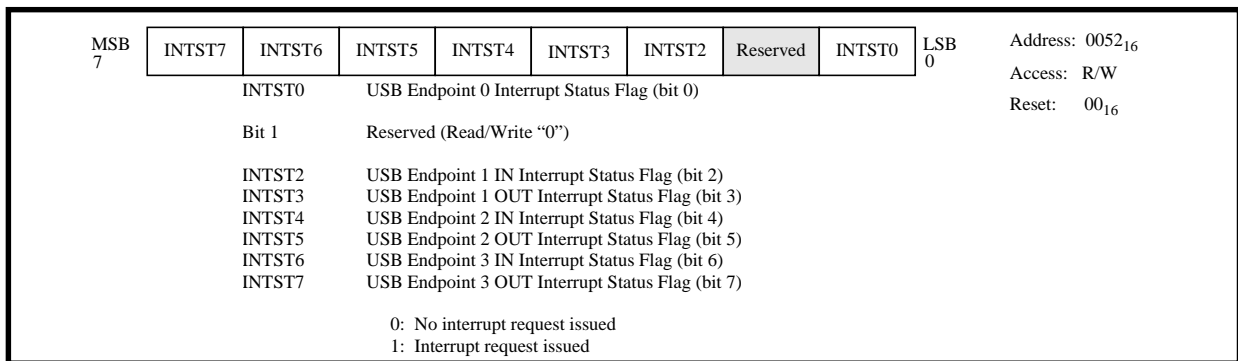 MSB 7 INTST7 INTST6 INTST5 INTST4 INTST3 INTST2 Reserved INTST0 LSB 0
Address: 0052₁₆
Access: R/W
Reset: 00₁₆
INTST0 USB Endpoint 0 Interrupt Status Flag (bit 0)
Bit 1 Reserved (Read/Write “0”)
INTST2 USB Endpoint 1 IN Interrupt Status Flag (bit 2)
INTST3 USB Endpoint 1 OUT Interrupt Status Flag (bit 3)
INTST4 USB Endpoint 2 IN Interrupt Status Flag (bit 4)
INTST5 USB Endpoint 2 OUT Interrupt Status Flag (bit 5)
INTST6 USB Endpoint 3 IN Interrupt Status Flag (bit 6)
INTST7 USB Endpoint 3 OUT Interrupt Status Flag (bit 7)
0: No interrupt request issued
1: Interrupt request issued